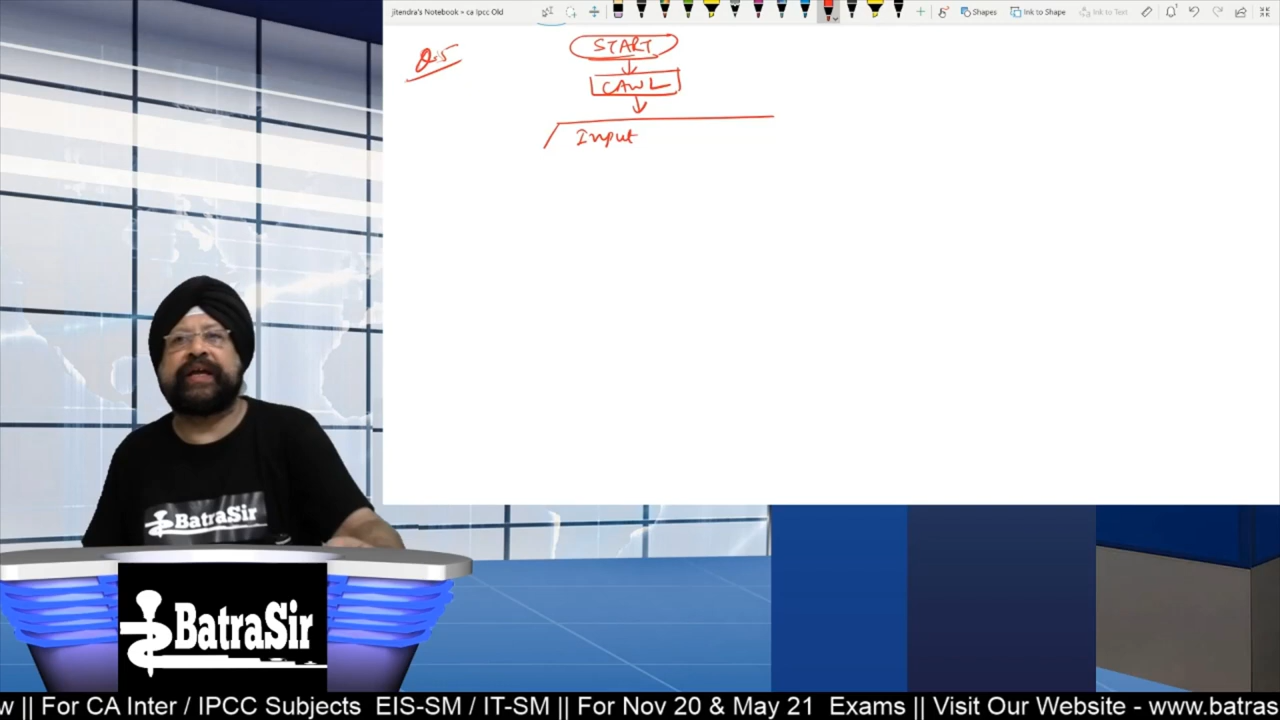 jitendra's Notebook » ca Ipcc Old
Shapes
Ink to Shape
Ink to Text
Q.5
START
CAWL
Input
BatraSir
BatraSir
w || For CA Inter / IPCC Subjects EIS-SM / IT-SM || For Nov 20 & May 21 Exams || Visit Our Website - www.batras